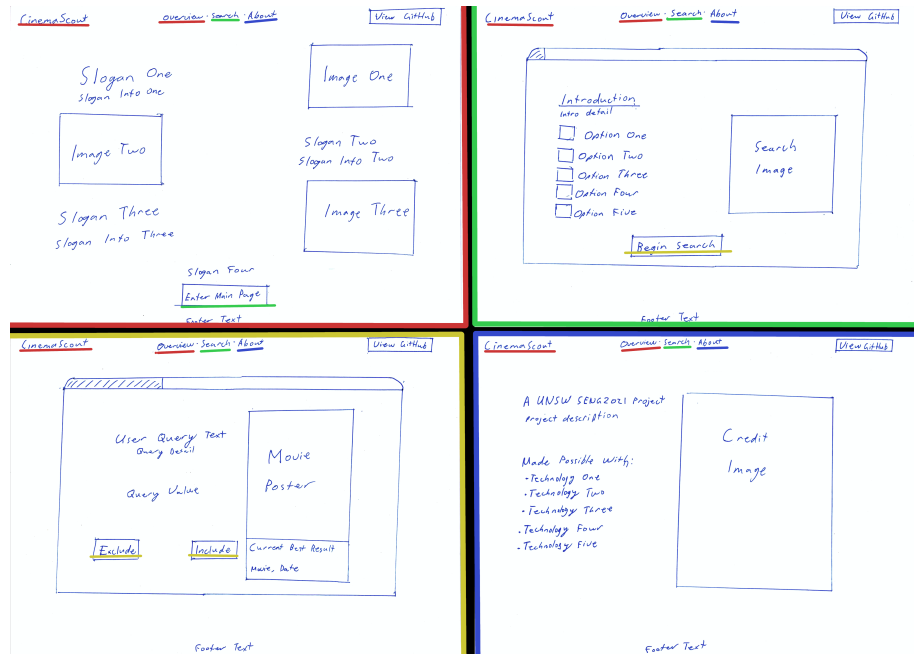 CinemaScout
Overview · Search · About
View GitHub
Slogan One
Slogan Info One
Image One
Image Two
Slogan Two
Slogan Info Two
Slogan Three
Slogan Info Three
Image Three
Slogan Four
Enter Main Page
Footer Text
CinemaScout
Overview · Search · About
View GitHub
Introduction
Intro detail
Option One
Option Two
Option Three
Option Four
Option Five
Search
Image
Begin Search
Footer Text
CinemaScout
Overview · Search · About
View GitHub
User Query Text
Query Detail
Query Value
Exclude
Include
Movie
Poster
Current Best Result
Movie, Date
Footer Text
CinemaScout
Overview · Search · About
View GitHub
A UNSW SENG2021 Project
Project description
Made Possible With:
· Technology One
· Technology Two
· Technology Three
· Technology Four
· Technology Five
Credit
Image
Footer Text